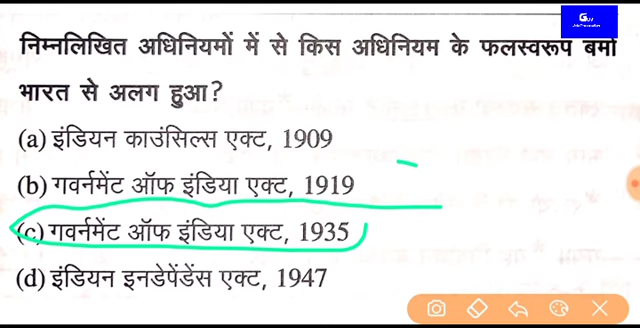 निम्नलिखित अधिनियमों में से किस अधिनियम के फलस्वरूप बर्मा
भारत से अलग हुआ?
(a) इंडियन काउंसिल्स एक्ट, 1909
(b) गवर्नमेंट ऑफ इंडिया एक्ट, 1919
(c) गवर्नमेंट ऑफ इंडिया एक्ट, 1935
(d) इंडियन इनडेपेंडेंस एक्ट, 1947